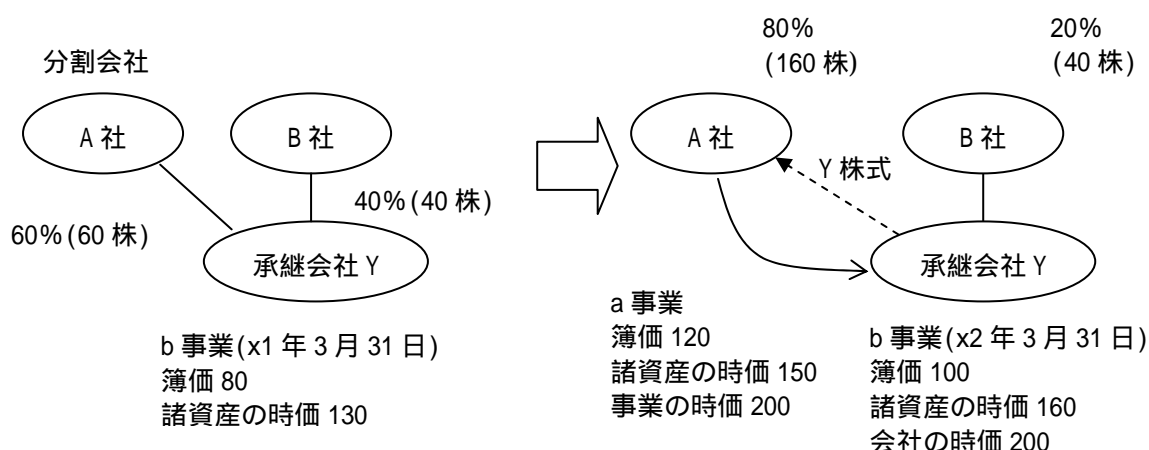 分割会社
A 社
B 社
60%(60 株)
40%(40 株)
承継会社 Y
b 事業(x1 年 3 月 31 日)
簿価 80
諸資産の時価 130
80%
(160 株)
20%
(40 株)
A 社
B 社
Y 株式
承継会社 Y
a 事業
簿価 120
諸資産の時価 150
事業の時価 200
b 事業(x2 年 3 月 31 日)
簿価 100
諸資産の時価 160
会社の時価 200